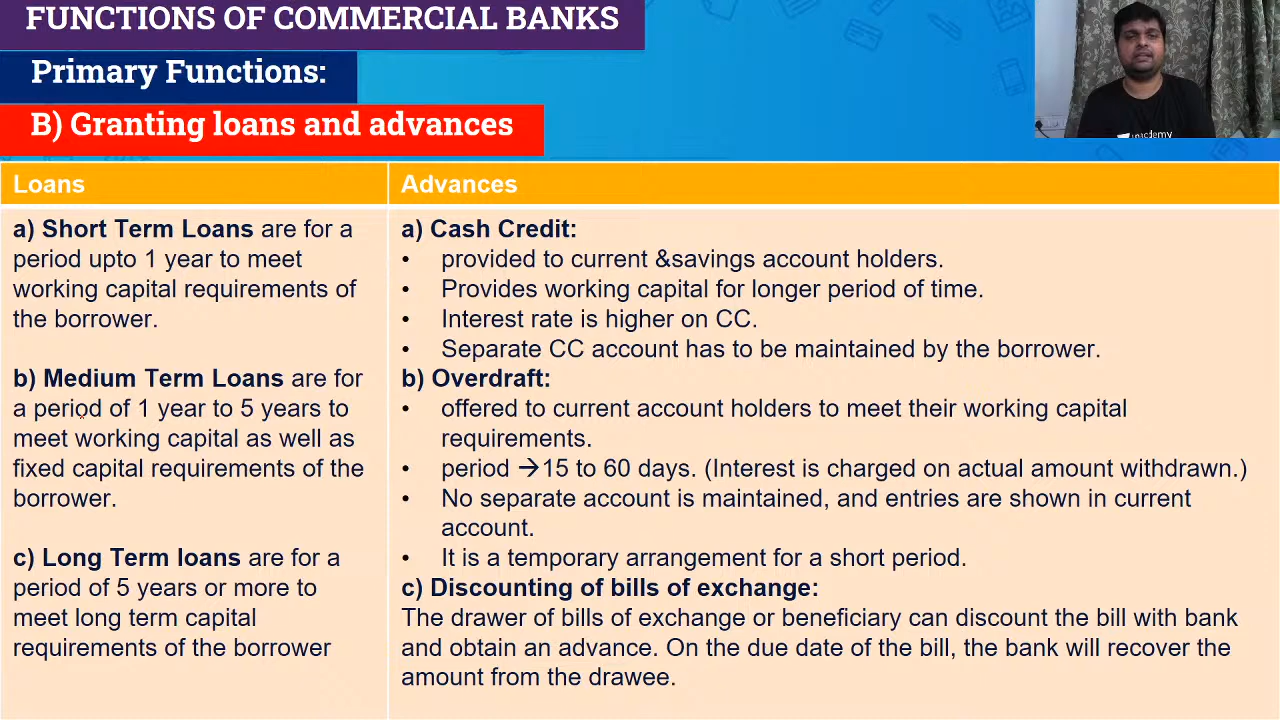 FUNCTIONS OF COMMERCIAL BANKS
Primary Functions:
B) Granting loans and advances
Loans
a) Short Term Loans are for a
period upto 1 year to meet
working capital requirements of
the borrower.
b) Medium Term Loans are for
a period of 1 year to 5 years to
meet working capital as well as
fixed capital requirements of the
borrower.
c) Long Term loans are for a
period of 5 years or more to
meet long term capital
requirements of the borrower
Advances
a) Cash Credit:
• provided to current &savings account holders.
• Provides working capital for longer period of time.
• Interest rate is higher on CC.
• Separate CC account has to be maintained by the borrower.
b) Overdraft:
• offered to current account holders to meet their working capital
requirements.
• period →15 to 60 days. (Interest is charged on actual amount withdrawn.)
• No separate account is maintained, and entries are shown in current
account.
• It is a temporary arrangement for a short period.
c) Discounting of bills of exchange:
The drawer of bills of exchange or beneficiary can discount the bill with bank
and obtain an advance. On the due date of the bill, the bank will recover the
amount from the drawee.